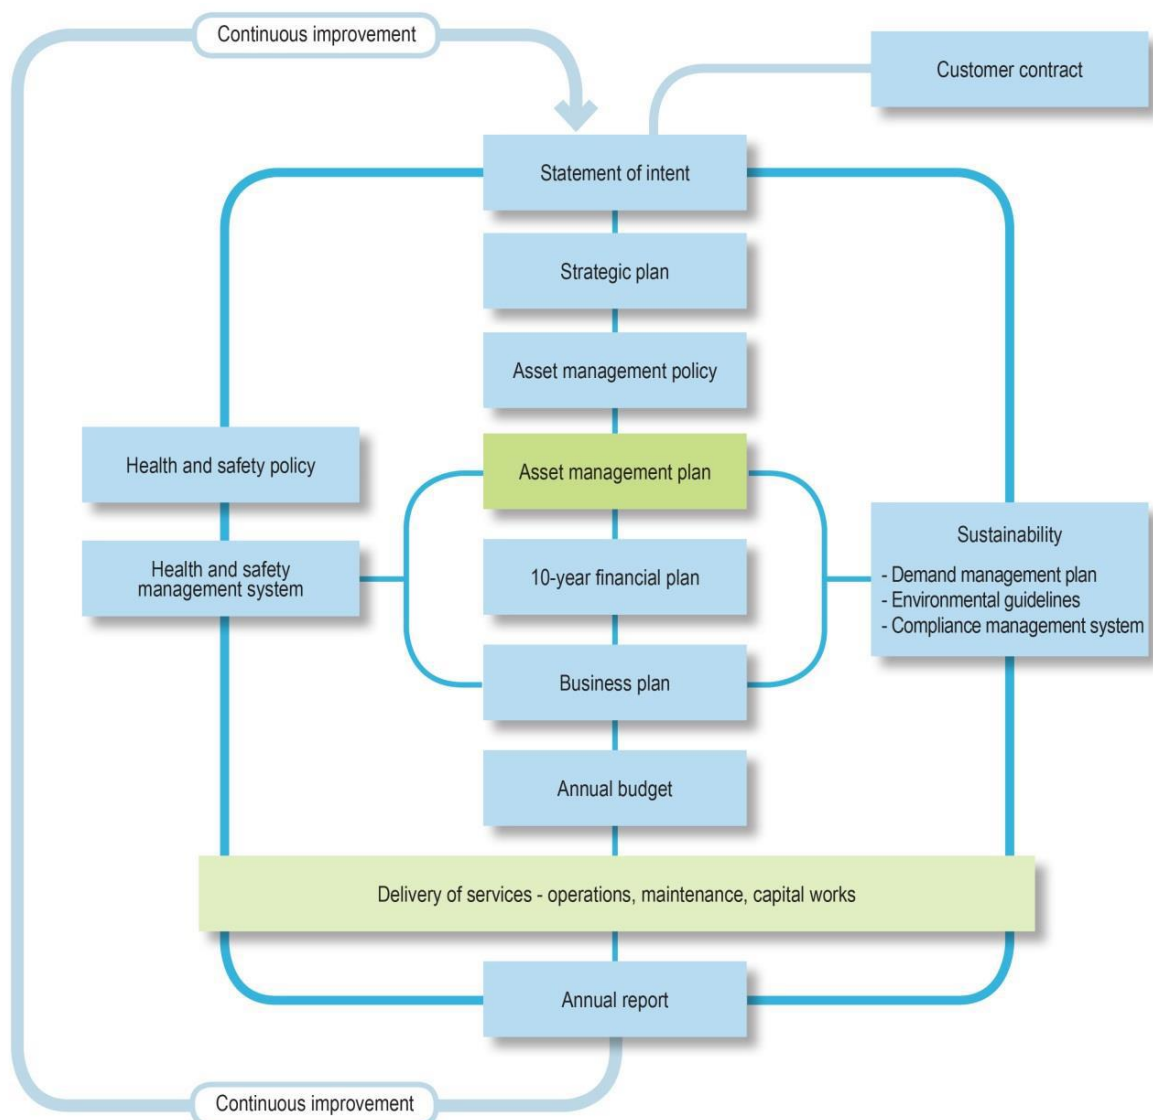 Continuous improvement
Customer contract
Statement of intent
Strategic plan
Asset management policy
Health and safety policy
Asset management plan
Health and safety
management system
10-year financial plan
Sustainability
- Demand management plan
- Environmental guidelines
- Compliance management system
Business plan
Annual budget
Delivery of services - operations, maintenance, capital works
Annual report
Continuous improvement